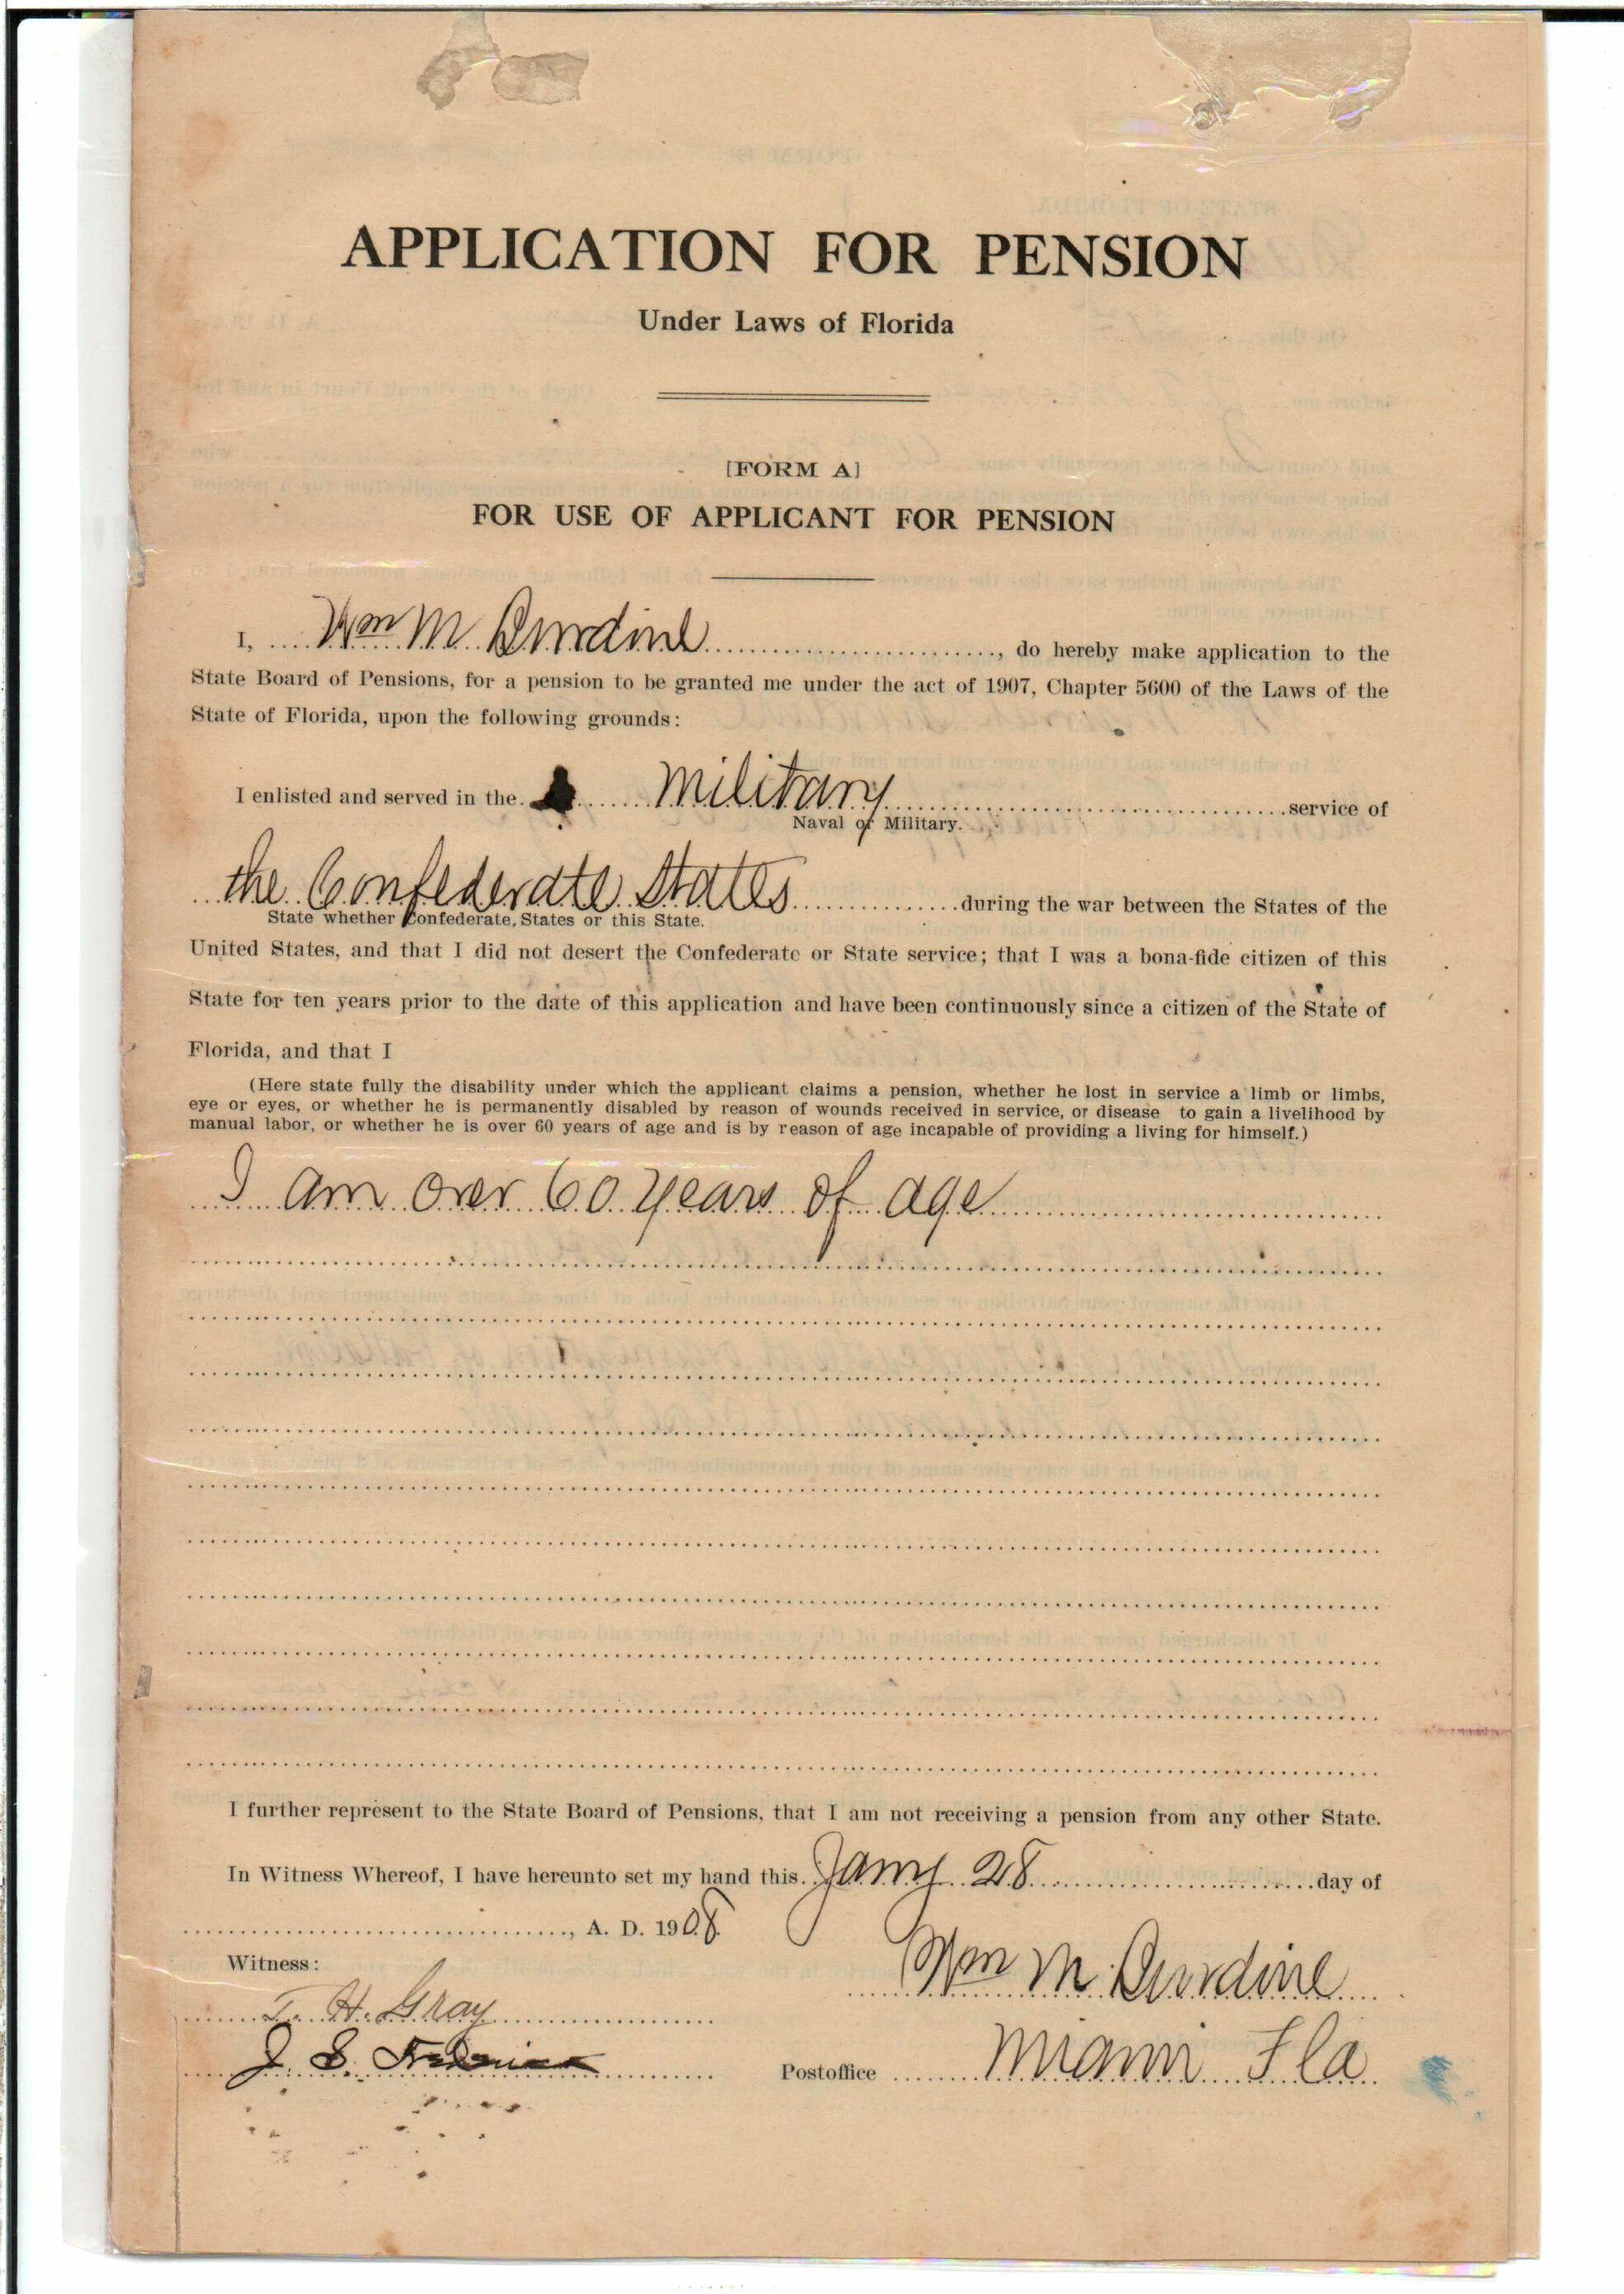 APPLICATION FOR PENSION
Under Laws of Florida
[FORM A]
FOR USE OF APPLICANT FOR PENSION
I, Wm M. Burdine, do hereby make application to the
State Board of Pensions, for a pension to be granted me under the act of 1907, Chapter 5600 of the Laws of the
State of Florida, upon the following grounds:
I enlisted and served in the Military service of
Naval or Military.
the Confederate States during the war between the States of the
State whether Confederate, States or this State.
United States, and that I did not desert the Confederate or State service; that I was a bona-fide citizen of this
State for ten years prior to the date of this application and have been continuously since a citizen of the State of
Florida, and that I
(Here state fully the disability under which the applicant claims a pension, whether he lost in service a limb or limbs,
eye or eyes, or whether he is permanently disabled by reason of wounds received in service, or disease to gain a livelihood by
manual labor, or whether he is over 60 years of age and is by reason of age incapable of providing a living for himself.)
I am over 60 years of age
I further represent to the State Board of Pensions, that I am not receiving a pension from any other State.
In Witness Whereof, I have hereunto set my hand this Jany 28 day of
, A. D. 1908
Wm M. Burdine
Witness:
T. H. Gray
J. S. Frederick
Postoffice Miami Fla